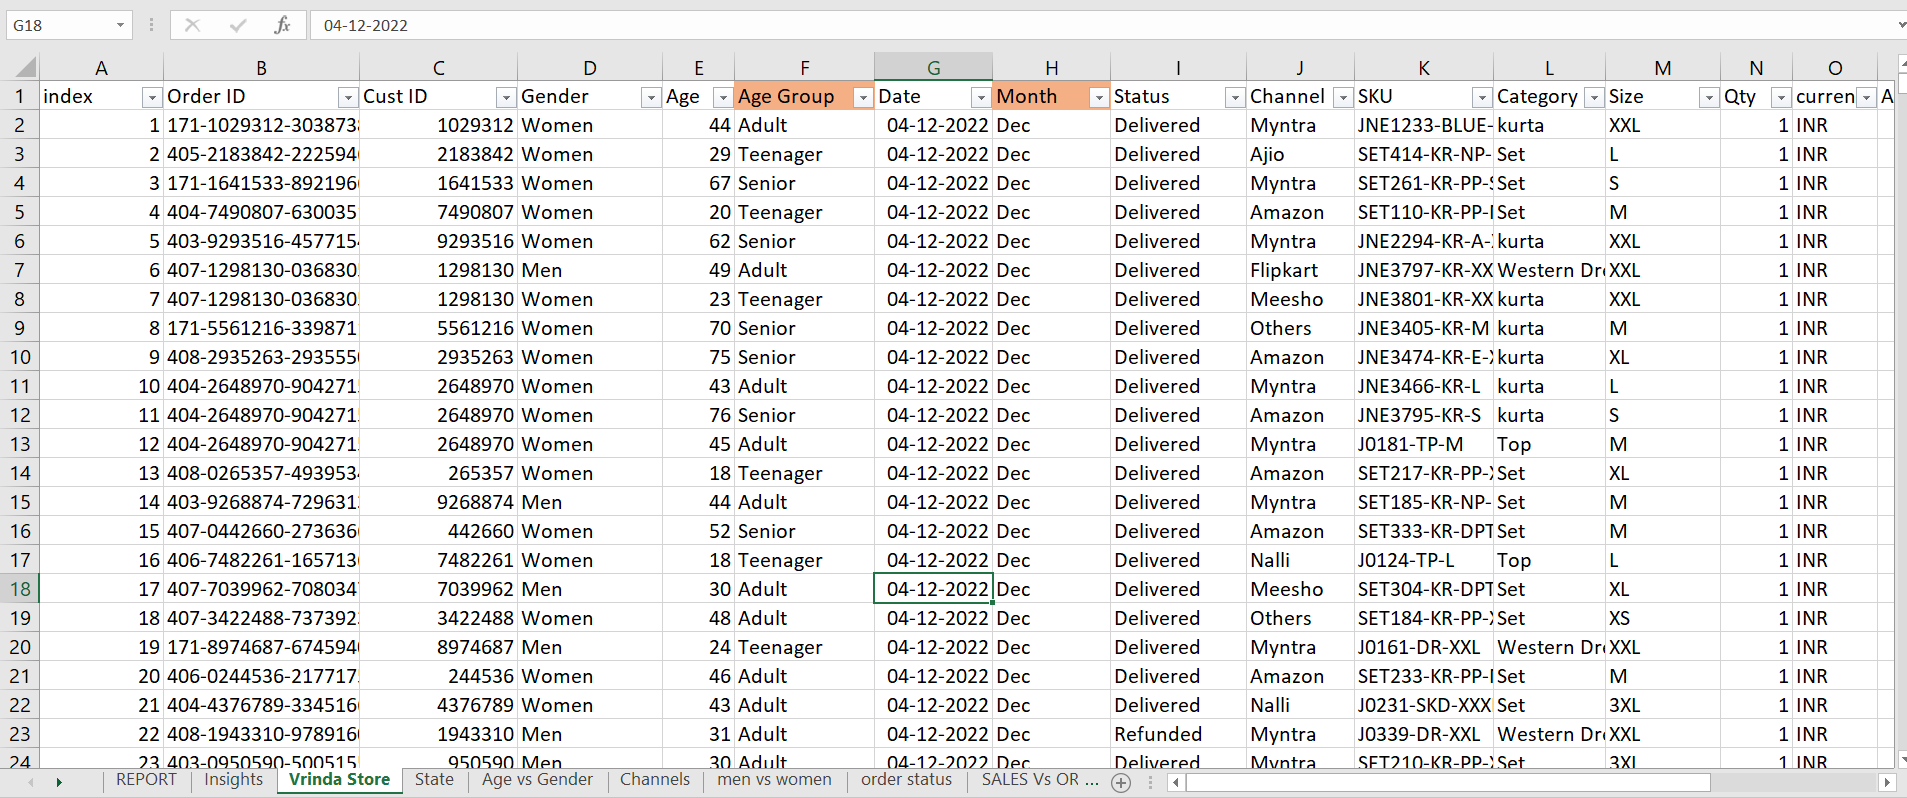 G18 fx 04-12-2022
A B C D E F G H I J K L M N O
1 index Order ID Cust ID Gender Age Age Group Date Month Status Channel SKU Category Size Qty curren A
2 1 171-1029312-303873 1029312 Women 44 Adult 04-12-2022 Dec Delivered Myntra JNE1233-BLUE- kurta XXL 1 INR
3 2 405-2183842-222594 2183842 Women 29 Teenager 04-12-2022 Dec Delivered Ajio SET414-KR-NP- Set L 1 INR
4 3 171-1641533-892196 1641533 Women 67 Senior 04-12-2022 Dec Delivered Myntra SET261-KR-PP-S Set S 1 INR
5 4 404-7490807-630035 7490807 Women 20 Teenager 04-12-2022 Dec Delivered Amazon SET110-KR-PP- Set M 1 INR
6 5 403-9293516-457715 9293516 Women 62 Senior 04-12-2022 Dec Delivered Myntra JNE2294-KR-A- kurta XXL 1 INR
7 6 407-1298130-036830 1298130 Men 49 Adult 04-12-2022 Dec Delivered Flipkart JNE3797-KR-XX Western Dre XXL 1 INR
8 7 407-1298130-036830 1298130 Women 23 Teenager 04-12-2022 Dec Delivered Meesho JNE3801-KR-XX kurta XXL 1 INR
9 8 171-5561216-339871 5561216 Women 70 Senior 04-12-2022 Dec Delivered Others JNE3405-KR-M kurta M 1 INR
10 9 408-2935263-293555 2935263 Women 75 Senior 04-12-2022 Dec Delivered Amazon JNE3474-KR-E- kurta XL 1 INR
11 10 404-2648970-904271 2648970 Women 43 Adult 04-12-2022 Dec Delivered Myntra JNE3466-KR-L kurta L 1 INR
12 11 404-2648970-904271 2648970 Women 76 Senior 04-12-2022 Dec Delivered Amazon JNE3795-KR-S kurta S 1 INR
13 12 404-2648970-904271 2648970 Women 45 Adult 04-12-2022 Dec Delivered Myntra J0181-TP-M Top M 1 INR
14 13 408-0265357-493953 265357 Women 18 Teenager 04-12-2022 Dec Delivered Amazon SET217-KR-PP- Set XL 1 INR
15 14 403-9268874-729631 9268874 Men 44 Adult 04-12-2022 Dec Delivered Myntra SET185-KR-NP- Set M 1 INR
16 15 407-0442660-273636 442660 Women 52 Senior 04-12-2022 Dec Delivered Amazon SET333-KR-DPT Set M 1 INR
17 16 406-7482261-165713 7482261 Women 18 Teenager 04-12-2022 Dec Delivered Nalli J0124-TP-L Top L 1 INR
18 17 407-7039962-708034 7039962 Men 30 Adult 04-12-2022 Dec Delivered Meesho SET304-KR-DPT Set XL 1 INR
19 18 407-3422488-737392 3422488 Women 48 Adult 04-12-2022 Dec Delivered Others SET184-KR-PP- Set XS 1 INR
20 19 171-8974687-674594 8974687 Men 24 Teenager 04-12-2022 Dec Delivered Myntra J0161-DR-XXL Western Dre XXL 1 INR
21 20 406-0244536-217717 244536 Women 46 Adult 04-12-2022 Dec Delivered Amazon SET233-KR-PP- Set M 1 INR
22 21 404-4376789-334516 4376789 Women 43 Adult 04-12-2022 Dec Delivered Nalli J0231-SKD-XXX Set 3XL 1 INR
23 22 408-1943310-978916 1943310 Men 31 Adult 04-12-2022 Dec Refunded Myntra J0339-DR-XXL Western Dre XXL 1 INR
24 23 403-0950590-500515 950590 Men 30 Adult 04-12-2022 Dec Delivered Myntra SET210-KR-PP- Set 3XL 1 INR
REPORT Insights Vrinda Store State Age vs Gender Channels men vs women order status SALES Vs OR ...